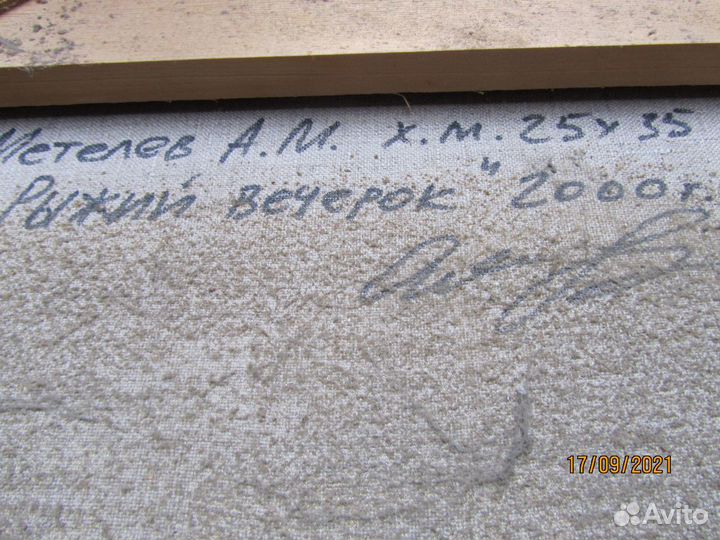 Метелев А.М. х.м. 25х35
Рыжий вечерок" 2000г.
17/09/2021
Avito